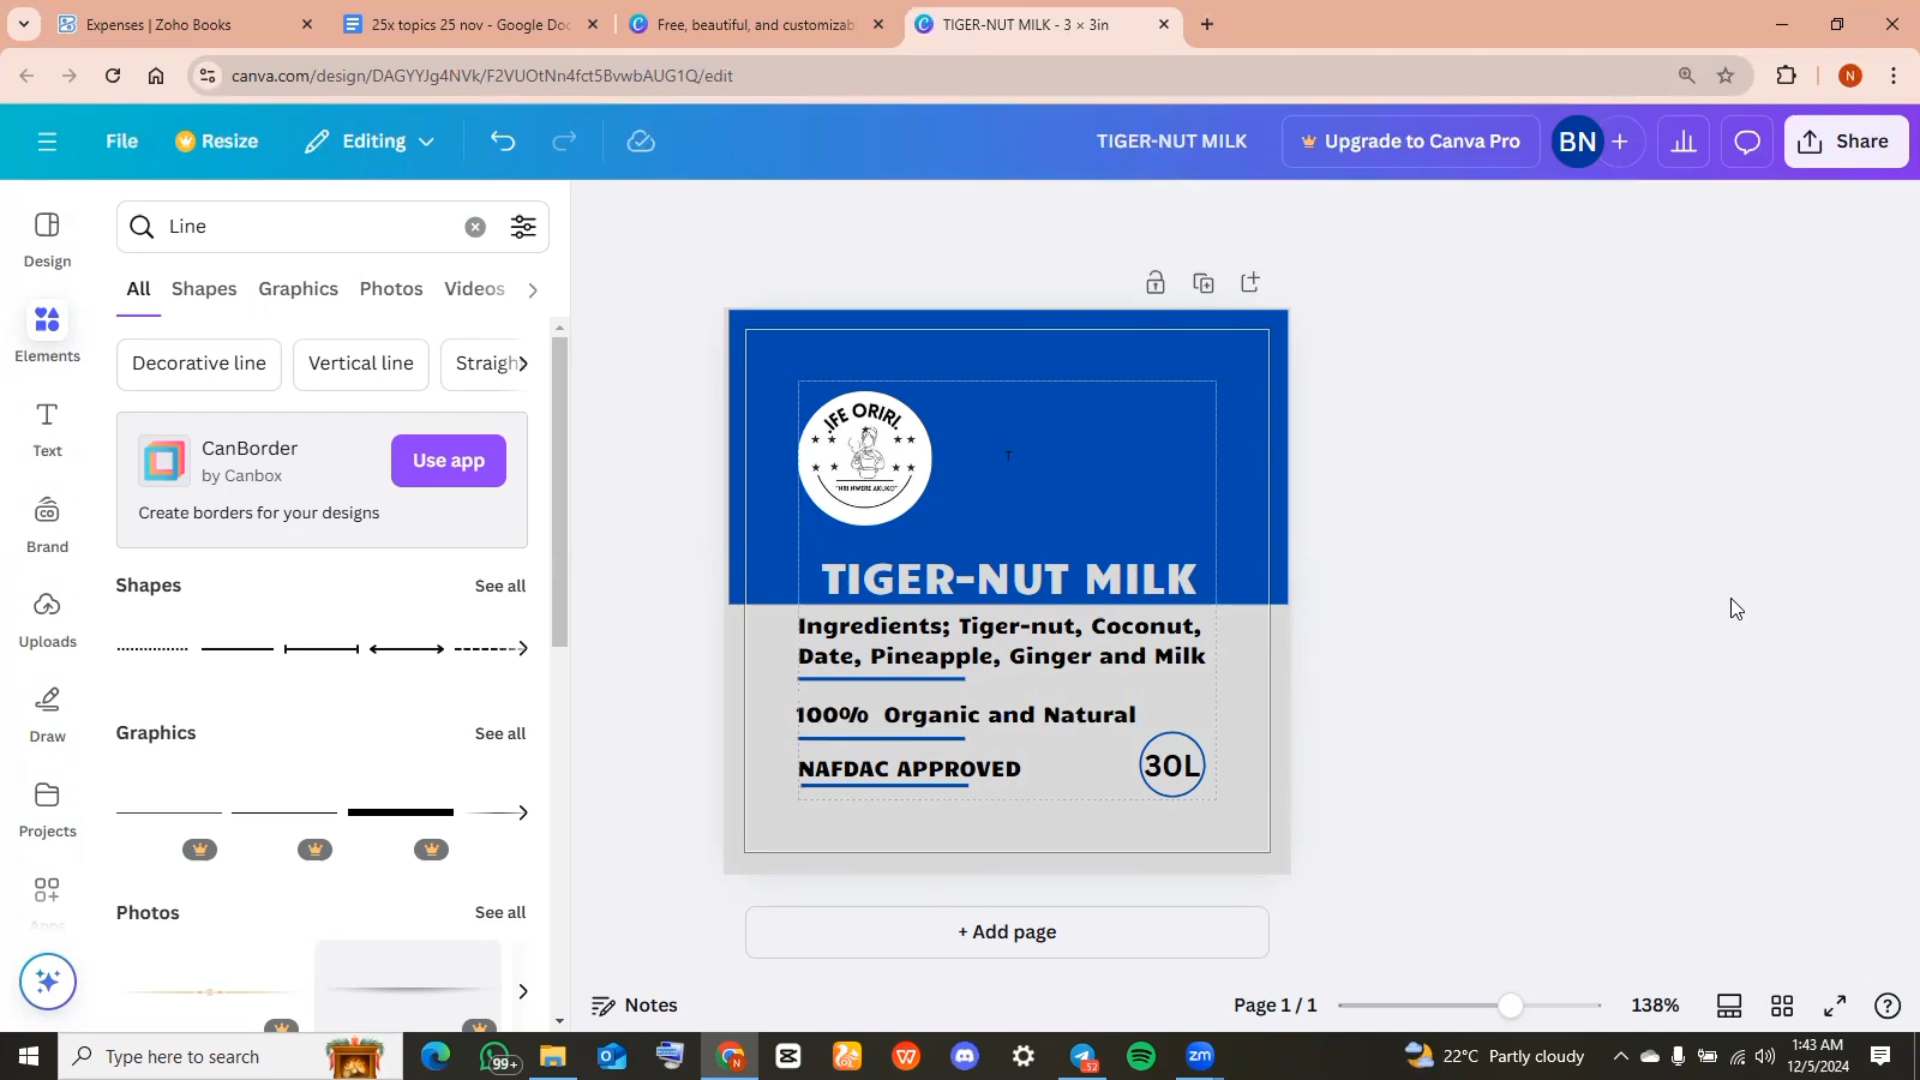 Expenses | Zoho Books
25x topics 25 nov - Google Doc
Free, beautiful, and customizab
TIGER-NUT MILK - 3 × 3in
canva.com/design/DAGYYJg4NVk/F2VUOtNn4fct5BvwbAUG1Q/edit
N
File
Resize
Editing
TIGER-NUT MILK
Upgrade to Canva Pro
BN
Share
Design
Elements
Text
Brand
Uploads
Draw
Projects
Apps
Line
All
Shapes
Graphics
Photos
Videos
Decorative line
Vertical line
Straigh
CanBorder
by Canbox
Use app
Create borders for your designs
Shapes
See all
Graphics
See all
Photos
See all
.IFE ORIRI.
"NRI NWERE AKUKO"
T
TIGER-NUT MILK
Ingredients; Tiger-nut, Coconut,
Date, Pineapple, Ginger and Milk
100% Organic and Natural
NAFDAC APPROVED
30L
+ Add page
Notes
Page 1 / 1
138%
Type here to search
99+
52
zm
22°C Partly cloudy
1:43 AM
12/5/2024